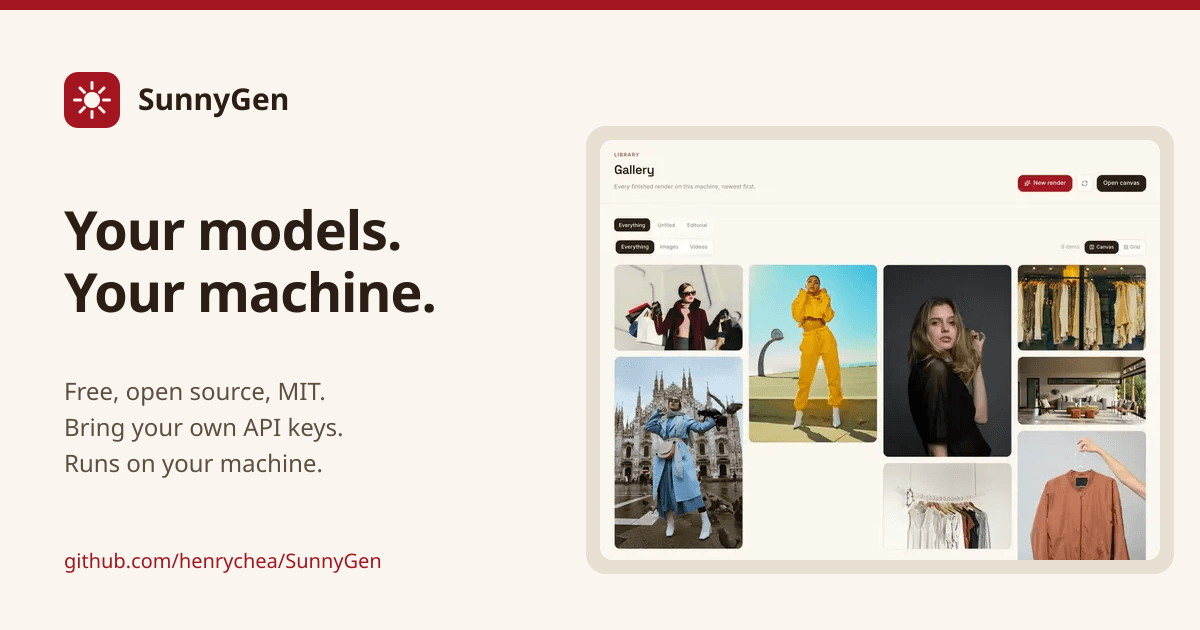 SunnyGen
Your models.
Your machine.
Free, open source, MIT.
Bring your own API keys.
Runs on your machine.
github.com/henrychea/SunnyGen
LIBRARY
Gallery
Every finished render on this machine, newest first.
New render
Open canvas
Everything Unfiled Editorial
Everything Images Videos
8 items Canvas Grid